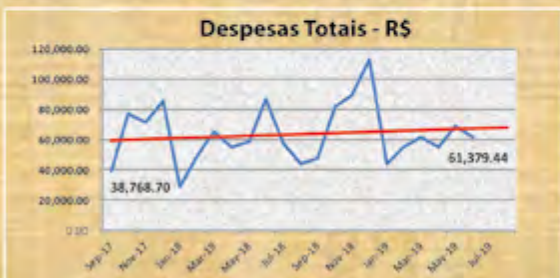 Despesas Totais - R$
120,000.00
100,000.00
80,000.00
60,000.00
40,000.00
20,000.00
0.00
38,768.70
61,379.44
Sep-17
Nov-17
Jan-18
Mar-19
May-18
Jul-18
Sep-18
Nov-18
Jan-19
Mar-19
May-19
Jul-19